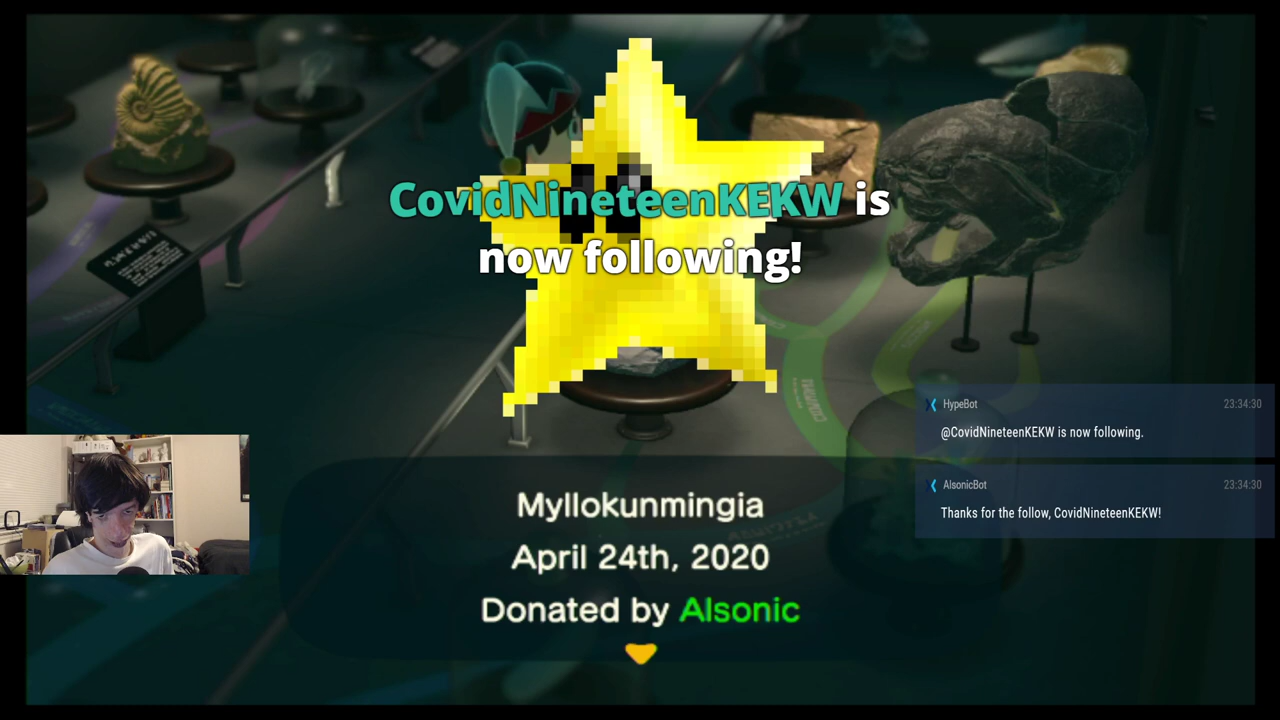 CovidNineteenKEKW is
now following!
HypeBot 23:34:30
@CovidNineteenKEKW is now following.
AlsonicBot 23:34:30
Thanks for the follow, CovidNineteenKEKW!
Myllokunmingia
April 24th, 2020
Donated by Alsonic